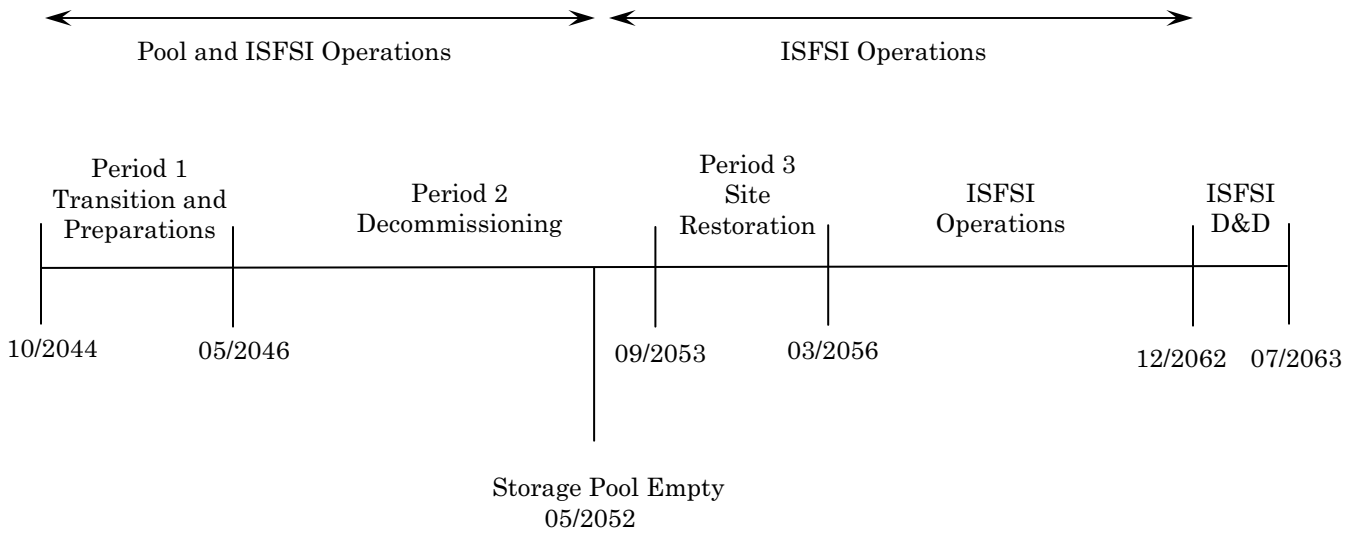 Pool and ISFSI Operations
ISFSI Operations
Period 1
Transition and
Preparations
Period 2
Decommissioning
Period 3
Site
Restoration
ISFSI
Operations
ISFSI
D&D
10/2044
05/2046
09/2053
03/2056
12/2062
07/2063
Storage Pool Empty
05/2052